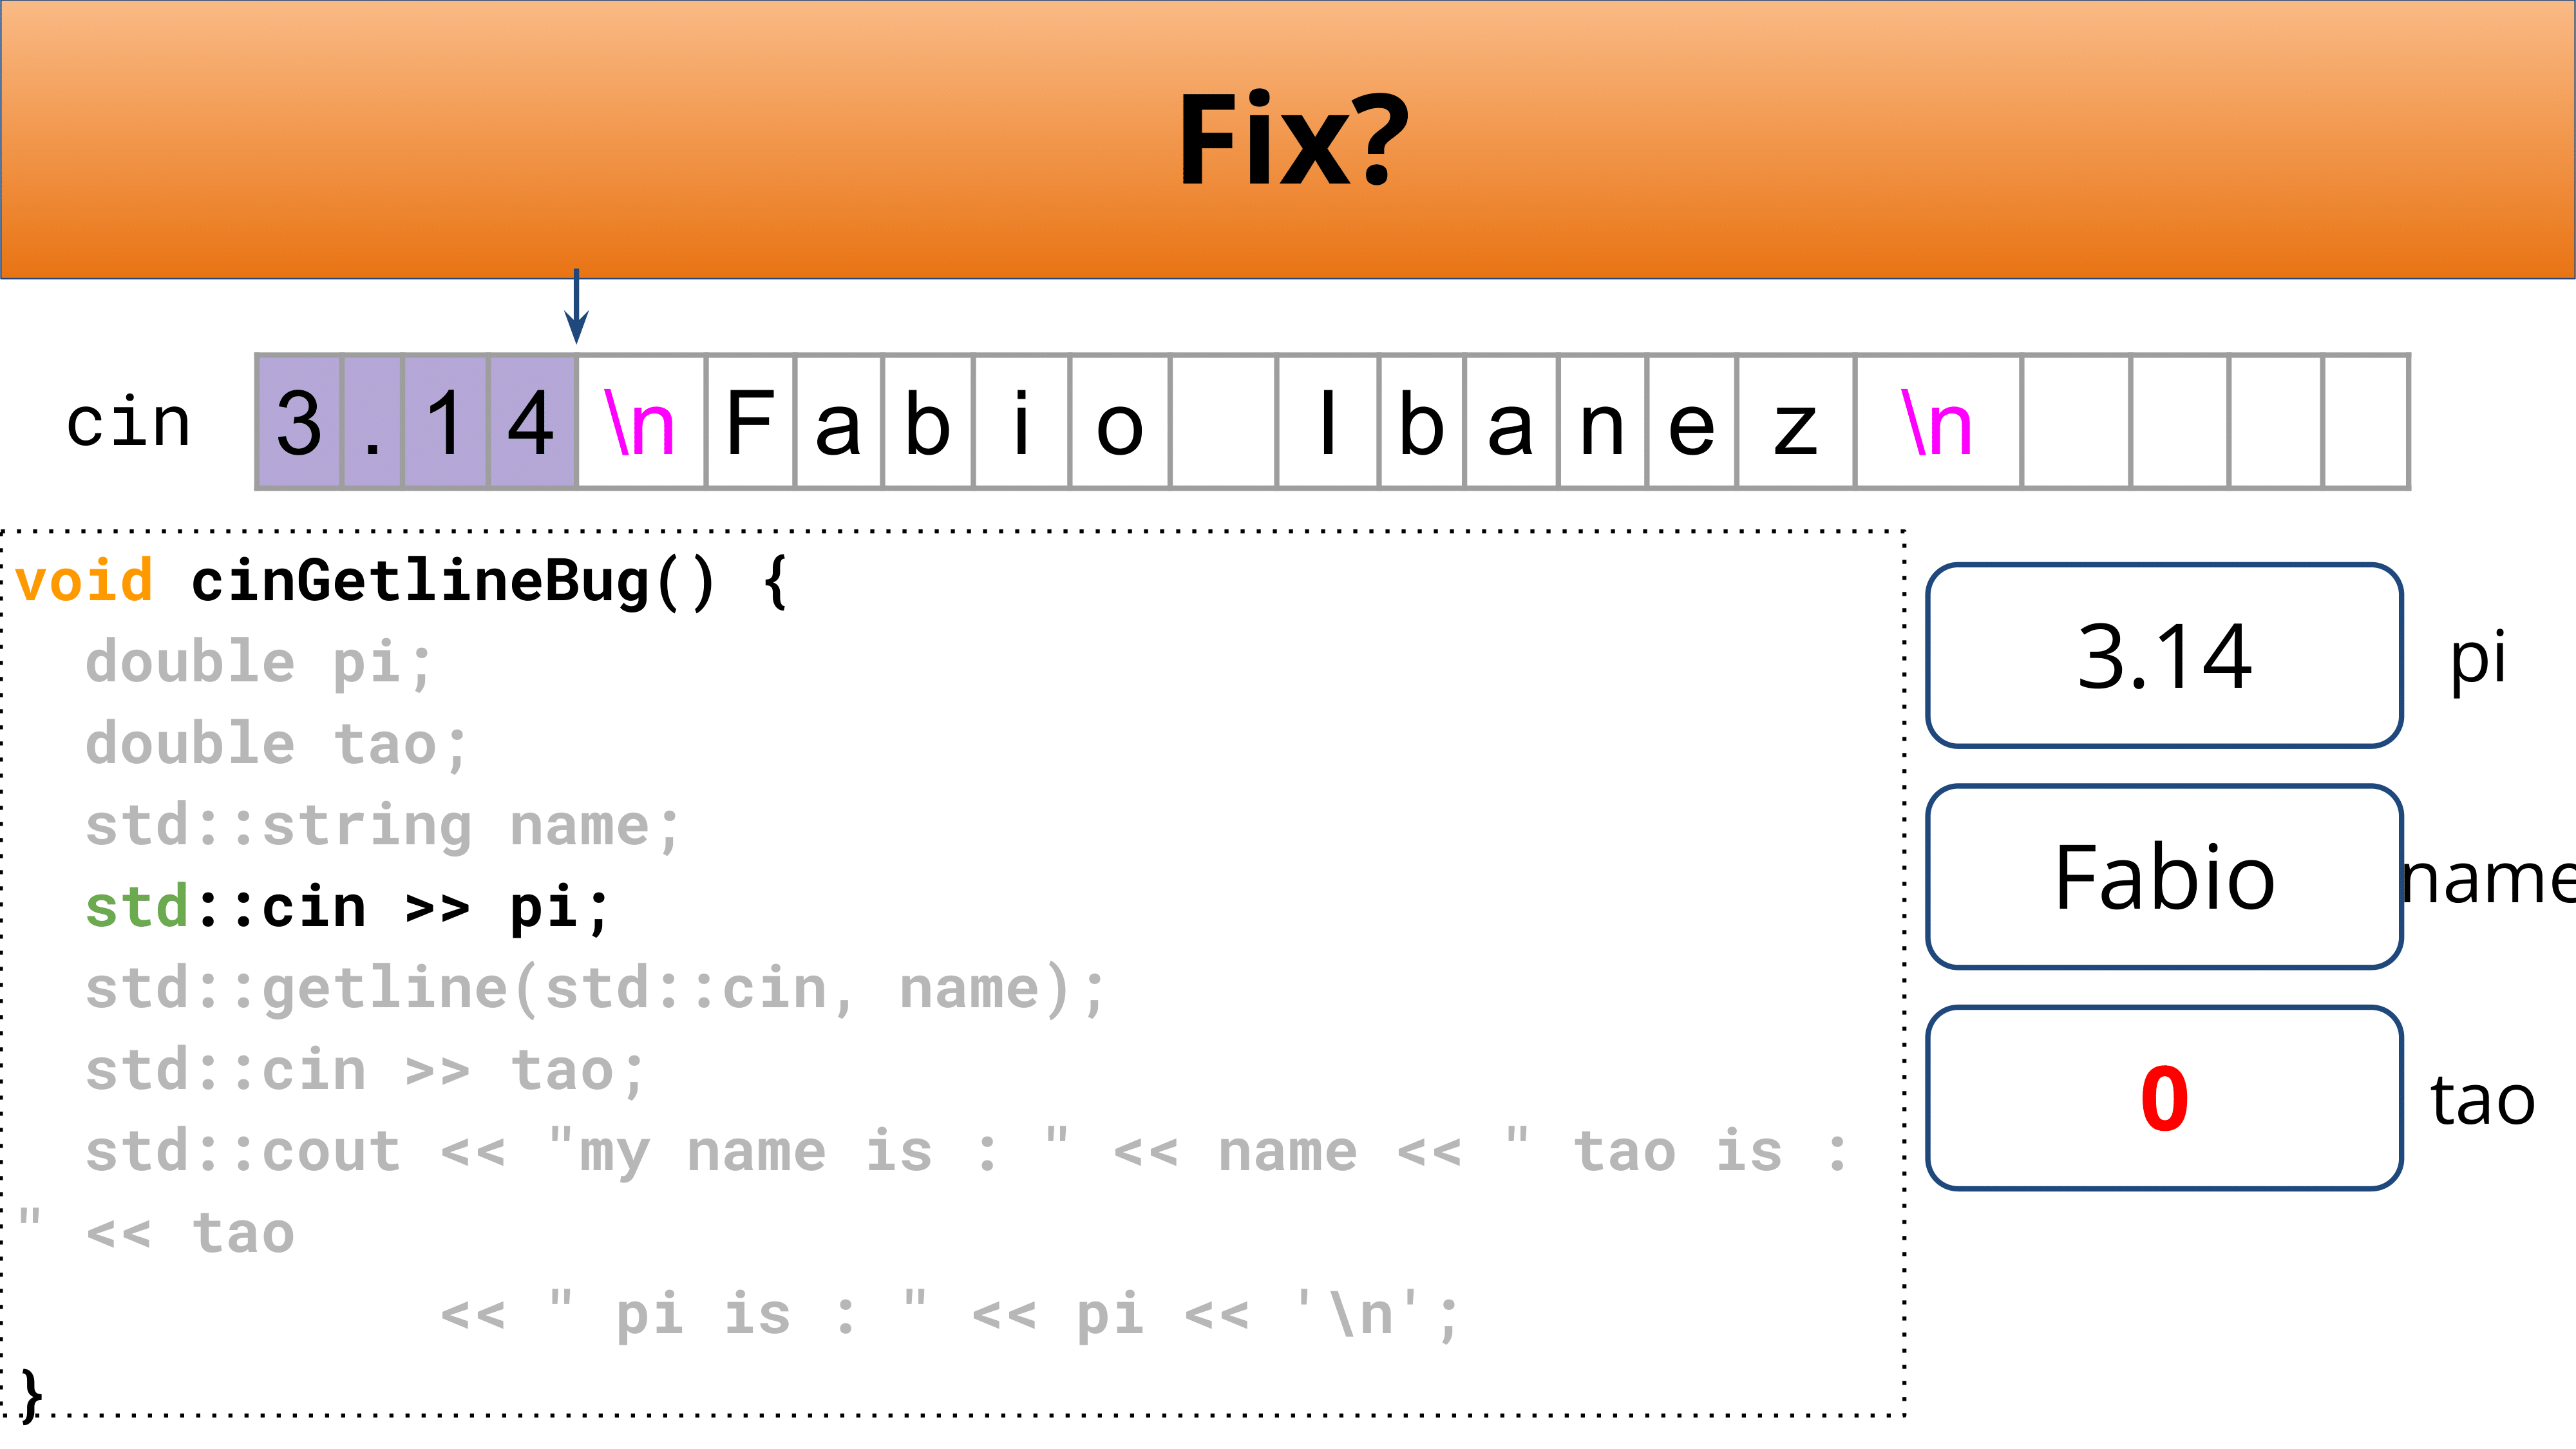 Fix?
cin 3 . 1 4 \n F a b i o I b a n e z \n
void cinGetlineBug() {
  double pi;
  double tao;
  std::string name;
  std::cin >> pi;
  std::getline(std::cin, name);
  std::cin >> tao;
  std::cout << "my name is : " << name << " tao is :
" << tao
            << " pi is : " << pi << '\n';
}
3.14 pi
Fabio name
0 tao